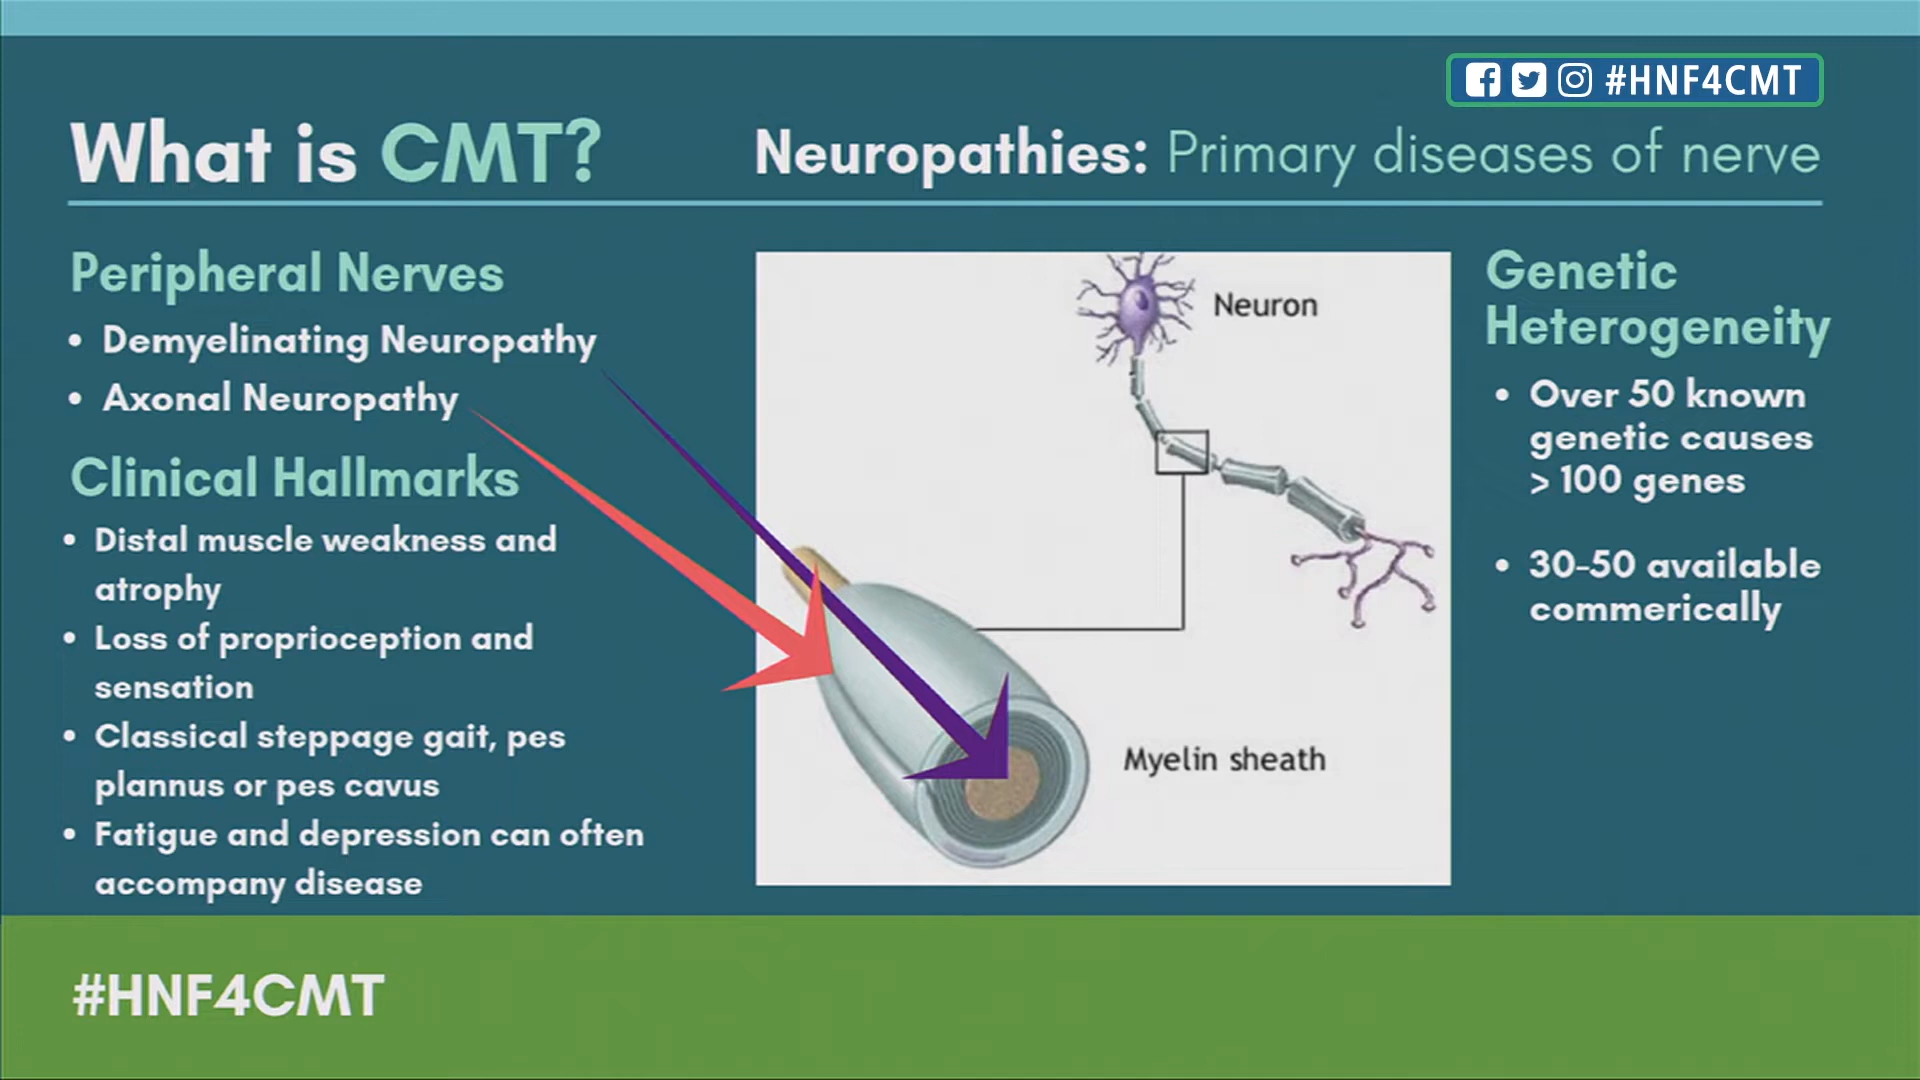 #HNF4CMT
What is CMT?
Neuropathies: Primary diseases of nerve
Peripheral Nerves
• Demyelinating Neuropathy
• Axonal Neuropathy
Clinical Hallmarks
• Distal muscle weakness and
atrophy
• Loss of proprioception and
sensation
• Classical steppage gait, pes
plannus or pes cavus
• Fatigue and depression can often
accompany disease
Neuron
Myelin sheath
Genetic
Heterogeneity
• Over 50 known
genetic causes
> 100 genes
• 30-50 available
commerically
#HNF4CMT